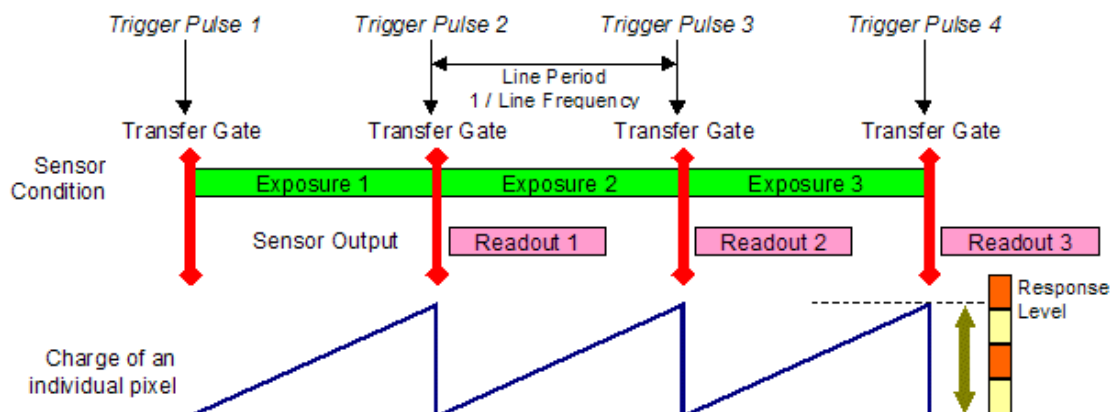 Trigger Pulse 1
Trigger Pulse 2
Trigger Pulse 3
Trigger Pulse 4
Line Period
1 / Line Frequency
Transfer Gate
Transfer Gate
Transfer Gate
Transfer Gate
Sensor
Condition
Exposure 1
Exposure 2
Exposure 3
Sensor Output
Readout 1
Readout 2
Readout 3
Response
Level
Charge of an
individual pixel